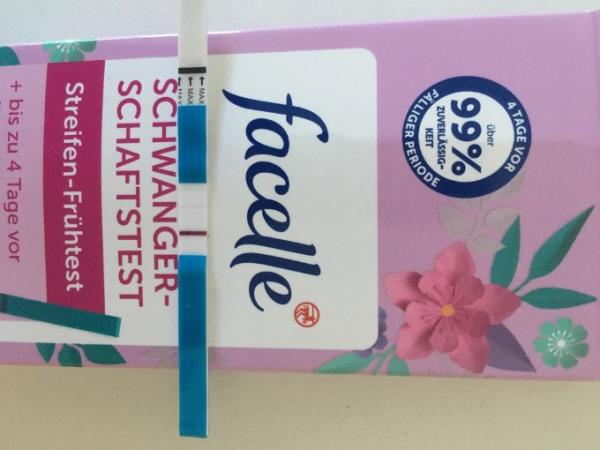 facelle
SCHWANGER-
SCHAFTSTEST
Streifen-Frühtest
+ bis zu 4 Tage vor
4 TAGE VOR
über
99%
ZUVERLÄSSIG-
KEIT
FÄLLIGER PERIODE
MAX
MAX
MAX